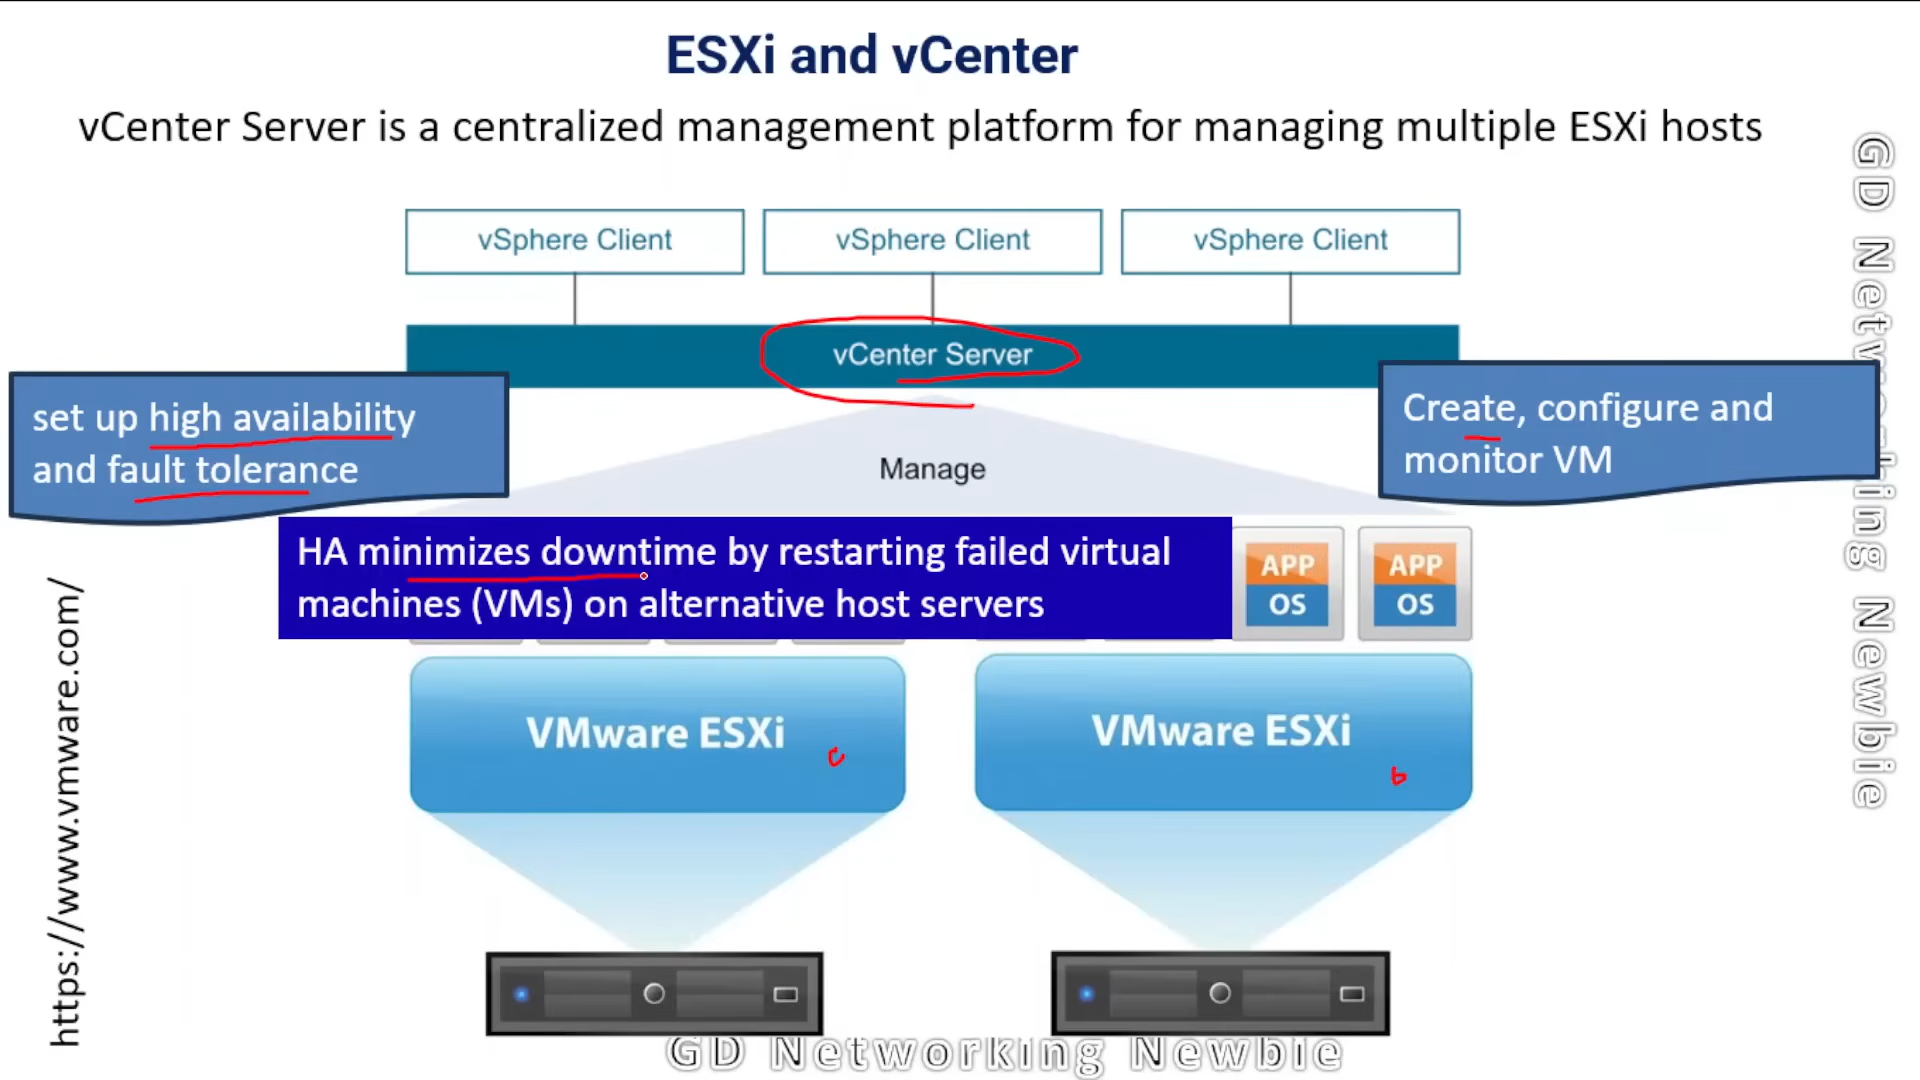 ESXi and vCenter
vCenter Server is a centralized management platform for managing multiple ESXi hosts
vSphere Client
vSphere Client
vSphere Client
vCenter Server
set up high availability
and fault tolerance
Create, configure and
monitor VM
Manage
HA minimizes downtime by restarting failed virtual
machines (VMs) on alternative host servers
APP
OS
APP
OS
VMware ESXi
VMware ESXi
b
https://www.vmware.com/
GD Networking Newbie
GD Networking Newbie